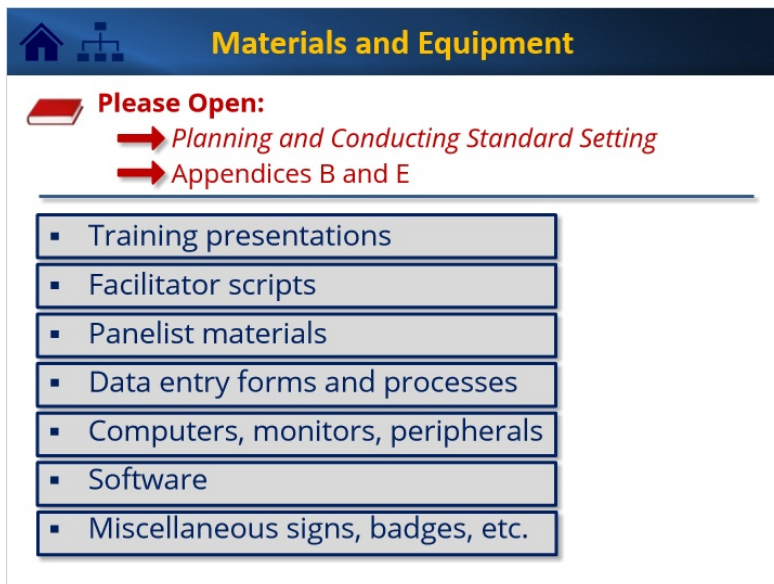 Materials and Equipment
Please Open:
Planning and Conducting Standard Setting
Appendices B and E
▪ Training presentations
▪ Facilitator scripts
▪ Panelist materials
▪ Data entry forms and processes
▪ Computers, monitors, peripherals
▪ Software
▪ Miscellaneous signs, badges, etc.